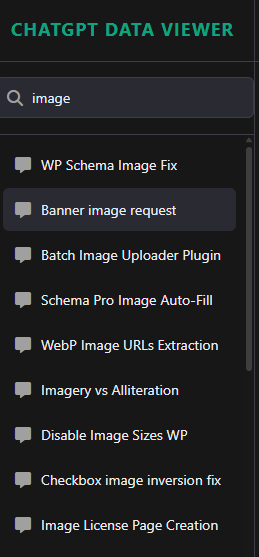 CHATGPT DATA VIEWER
image
WP Schema Image Fix
Banner image request
Batch Image Uploader Plugin
Schema Pro Image Auto-Fill
WebP Image URLs Extraction
Imagery vs Alliteration
Disable Image Sizes WP
Checkbox image inversion fix
Image License Page Creation